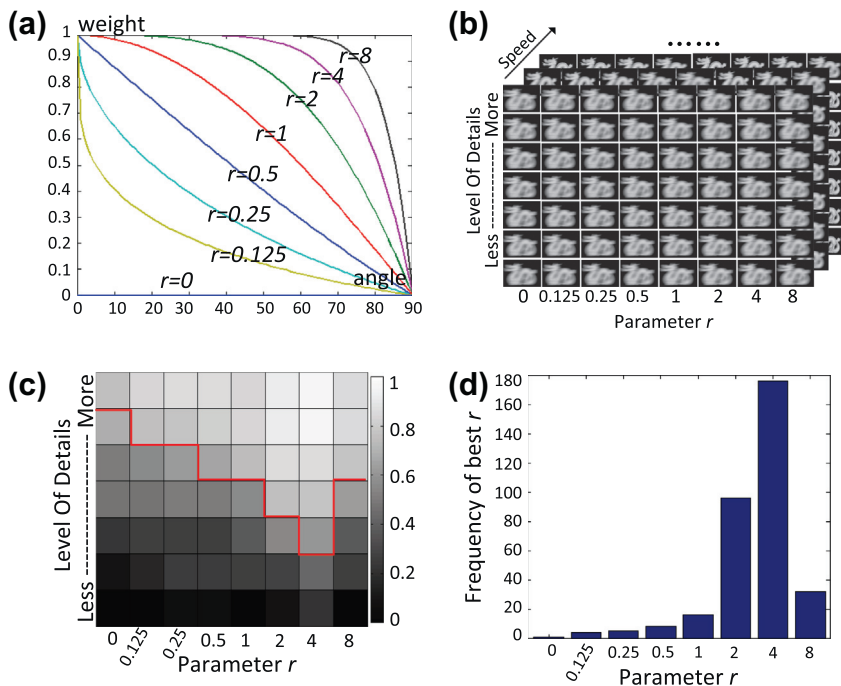 (a)
weight
1
0.9
0.8
0.7
0.6
0.5
0.4
0.3
0.2
0.1
0
r=8
r=4
r=2
r=1
r=0.5
r=0.25
r=0.125
r=0
angle
0 10 20 30 40 50 60 70 80 90
(b)
Speed
......
Level Of Details
Less ---------- More
0 0.125 0.25 0.5 1 2 4 8
Parameter r
(c)
Level Of Details
Less ---------- More
1
0.8
0.6
0.4
0.2
0
0 0.125 0.25 0.5 1 2 4 8
Parameter r
(d)
Frequency of best r
180
160
140
120
100
80
60
40
20
0
0 0.125 0.25 0.5 1 2 4 8
Parameter r